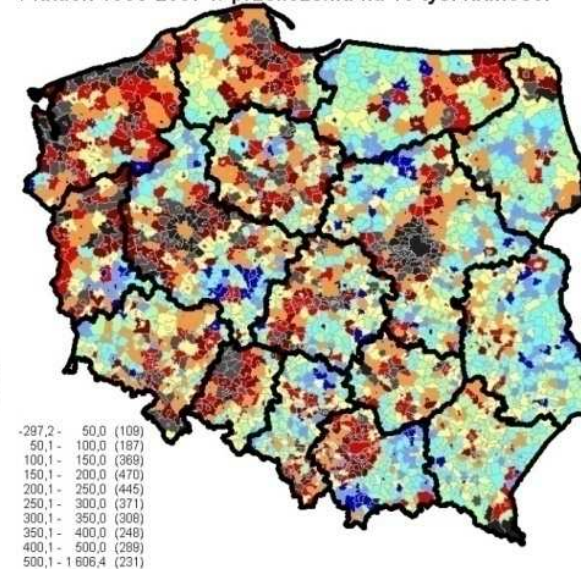 -297,2 - 50,0 (109)
50,1 - 100,0 (187)
100,1 - 150,0 (369)
150,1 - 200,0 (470)
200,1 - 250,0 (445)
250,1 - 300,0 (371)
300,1 - 350,0 (308)
350,1 - 400,0 (248)
400,1 - 500,0 (289)
500,1 - 1 606,4 (231)